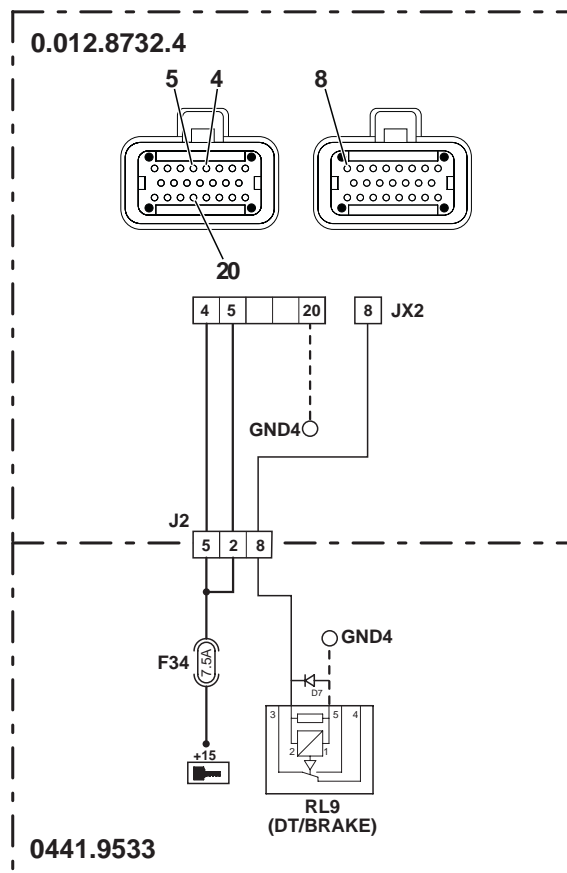 0.012.8732.4
5 4 8
20
4 5 20 8 JX2
GND4
J2
5 2 8
GND4
F34 7.5A
D7
3 5 4
2 1
+15
RL9
(DT/BRAKE)
0441.9533